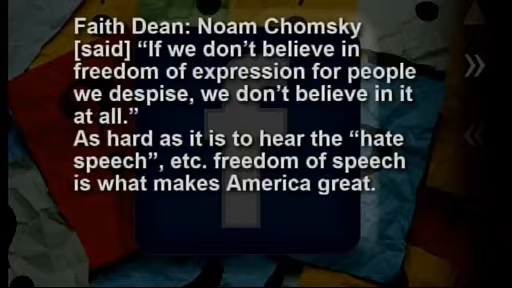 Faith Dean: Noam Chomsky
[said] “If we don’t believe in
freedom of expression for people
we despise, we don’t believe in it
at all.”
As hard as it is to hear the “hate
speech”, etc. freedom of speech
is what makes America great.